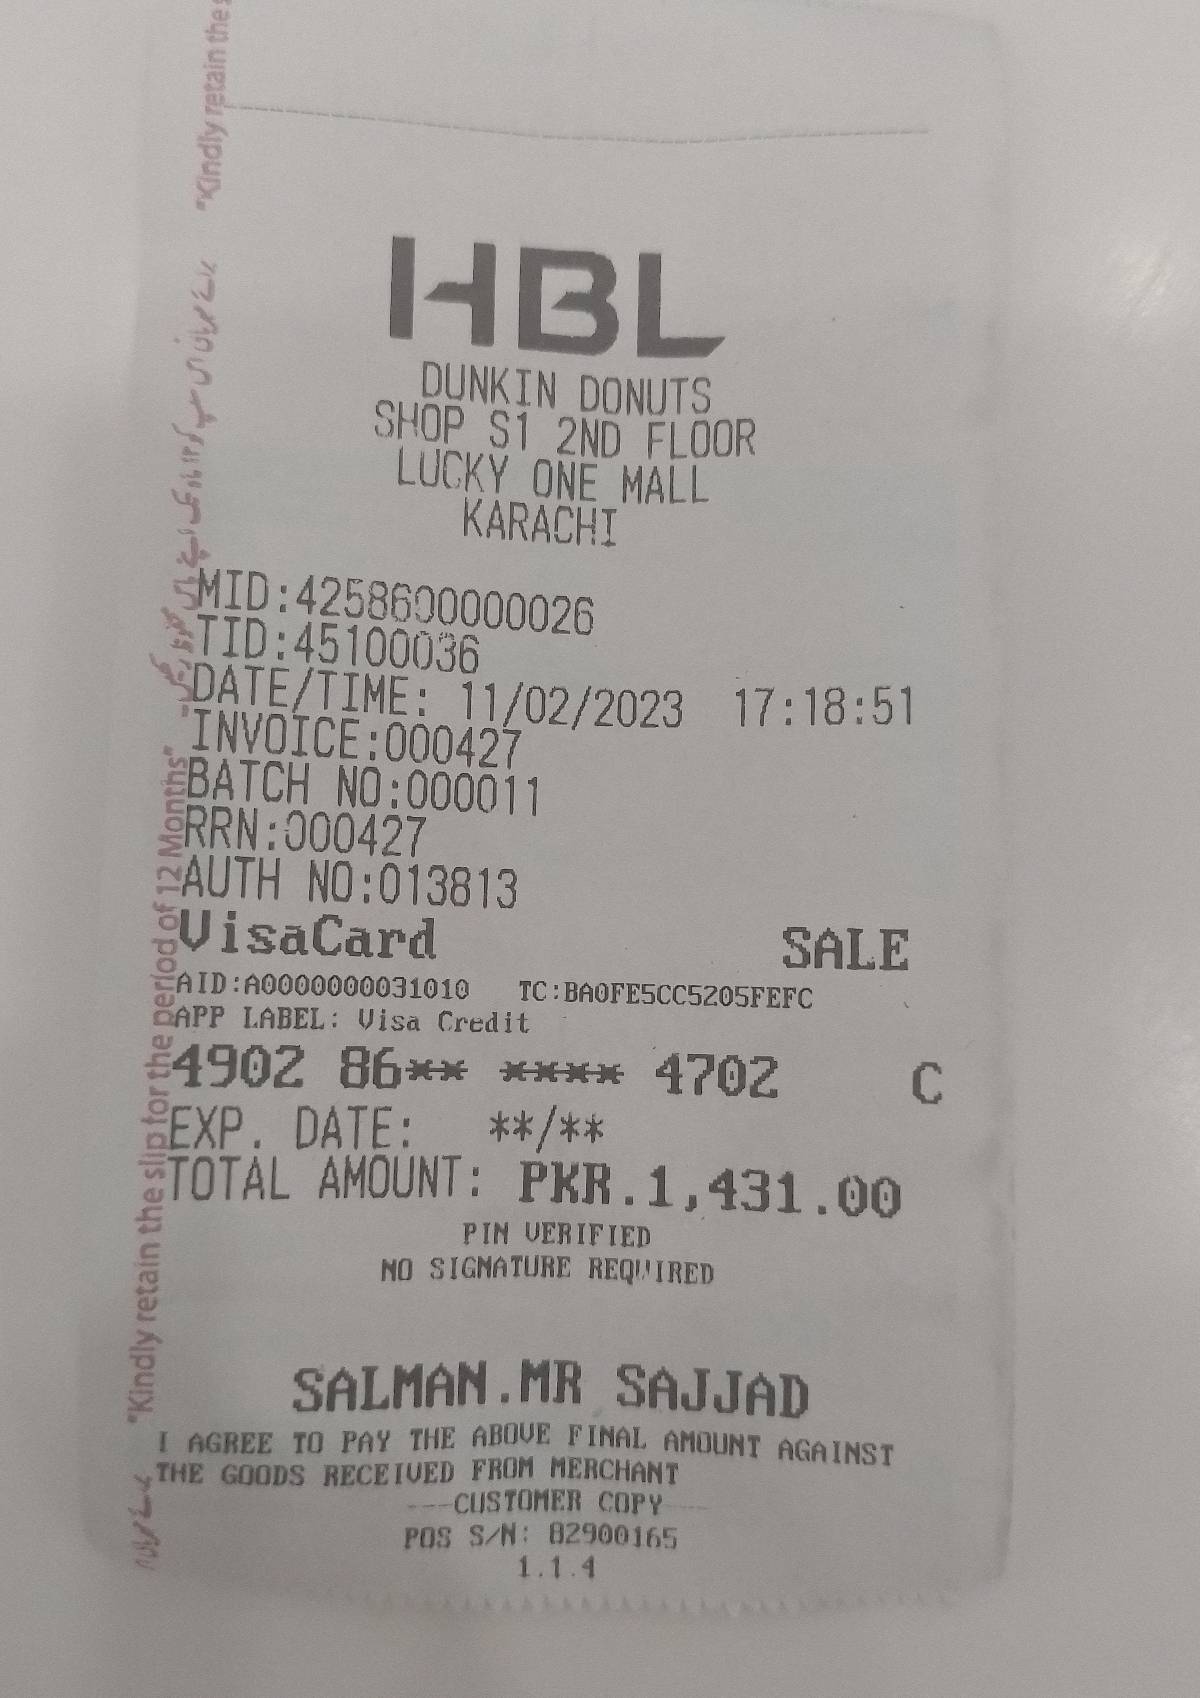 HBL
DUNKIN DONUTS
SHOP S1 2ND FLOOR
LUCKY ONE MALL
KARACHI
MID:4258600000026
TID:45100036
DATE/TIME: 11/02/2023 17:18:51
INVOICE:000427
BATCH NO:000011
RRN:000427
AUTH NO:013813
VisaCard SALE
AID:A0000000031010 TC:BA0FE5CC5205FEFC
APP LABEL: Visa Credit
4902 86** **** 4702 C
EXP. DATE: **/**
TOTAL AMOUNT: PKR.1,431.00
PIN VERIFIED
NO SIGNATURE REQUIRED
SALMAN.MR SAJJAD
I AGREE TO PAY THE ABOVE FINAL AMOUNT AGAINST
THE GOODS RECEIVED FROM MERCHANT
---CUSTOMER COPY---
POS S/N: 82900165
1.1.4
"Kindly retain the slip for the period of 12 Months"
"Kindly retain the